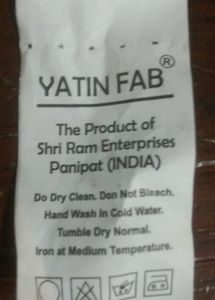 YATIN FAB®
The Product of
Shri Ram Enterprises
Panipat (INDIA)
Do Dry Clean. Don Not Bleach.
Hand Wash In Cold Water.
Tumble Dry Normal.
Iron at Medium Temperature.